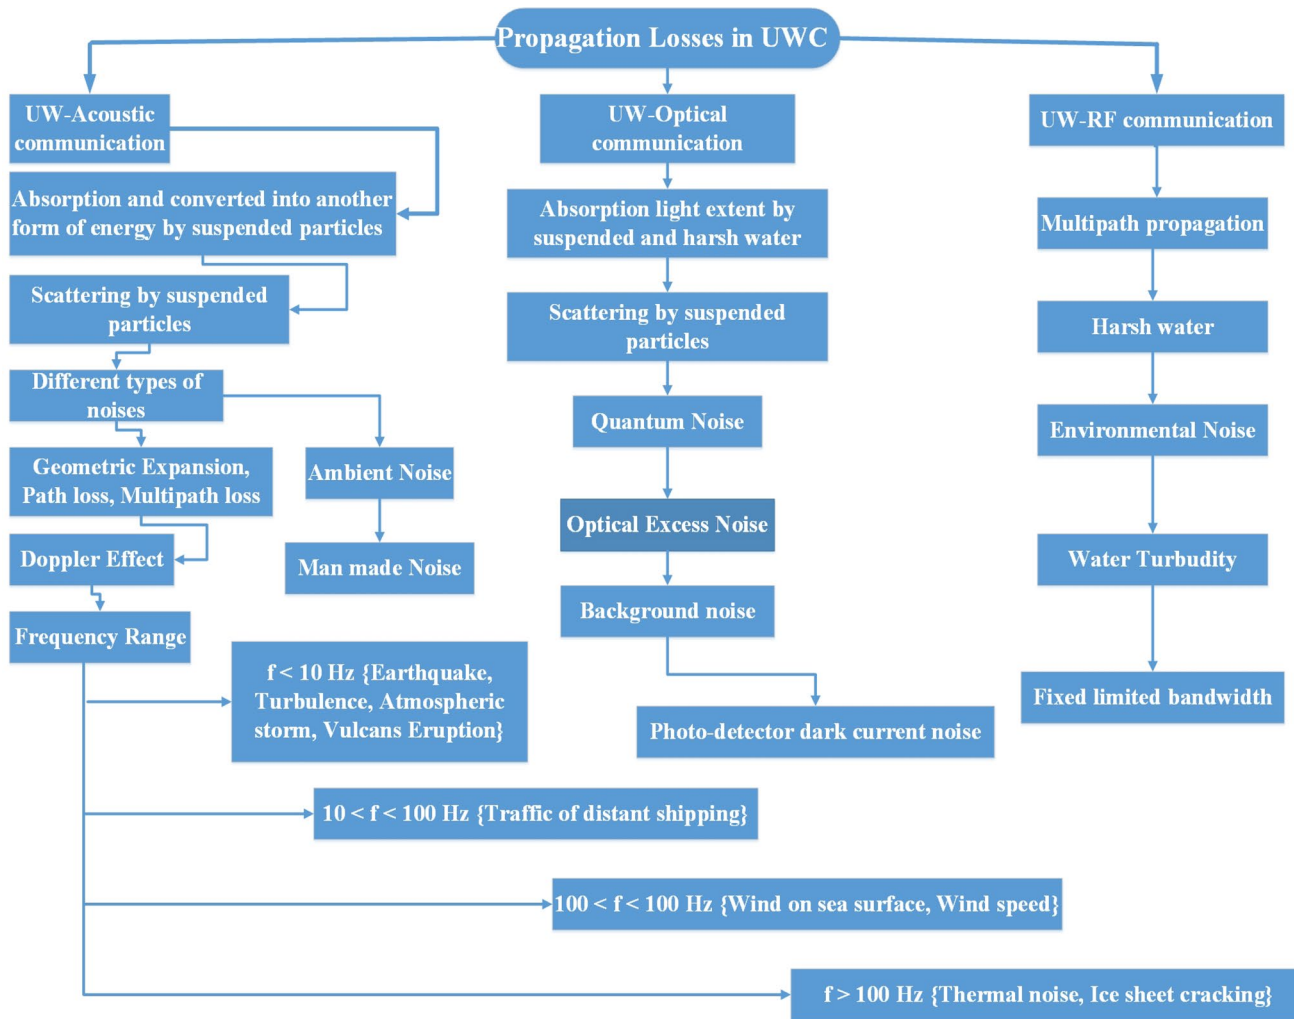 Propagation Losses in UWC
UW-Acoustic
communication
Absorption and converted into another
form of energy by suspended particles
Scattering by suspended
particles
Different types of
noises
Geometric Expansion,
Path loss, Multipath loss
Doppler Effect
Frequency Range
Ambient Noise
Man made Noise
f < 10 Hz {Earthquake,
Turbulence, Atmospheric
storm, Vulcans Eruption}
10 < f < 100 Hz {Traffic of distant shipping}
100 < f < 100 Hz {Wind on sea surface, Wind speed}
f > 100 Hz {Thermal noise, Ice sheet cracking}
UW-Optical
communication
Absorption light extent by
suspended and harsh water
Scattering by suspended
particles
Quantum Noise
Optical Excess Noise
Background noise
Photo-detector dark current noise
UW-RF communication
Multipath propagation
Harsh water
Environmental Noise
Water Turbudity
Fixed limited bandwidth